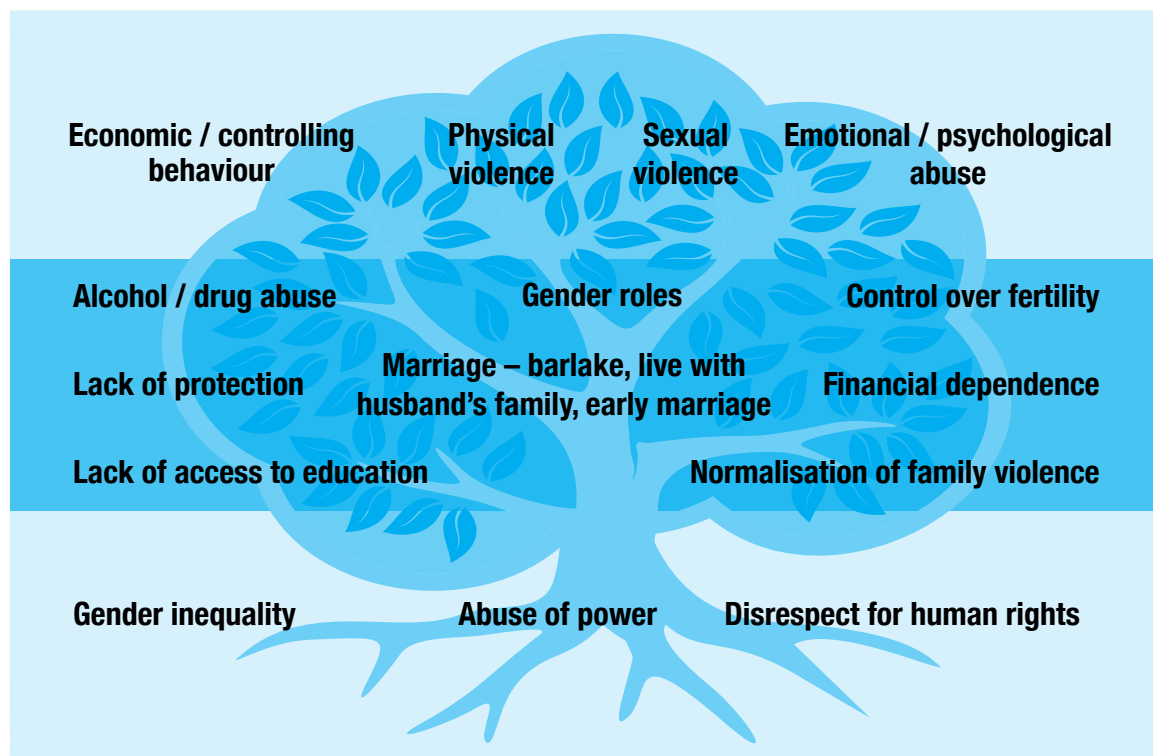 Economic / controlling
behaviour
Physical
violence
Sexual
violence
Emotional / psychological
abuse
Alcohol / drug abuse
Gender roles
Control over fertility
Lack of protection
Marriage – barlake, live with
husband's family, early marriage
Financial dependence
Lack of access to education
Normalisation of family violence
Gender inequality
Abuse of power
Disrespect for human rights